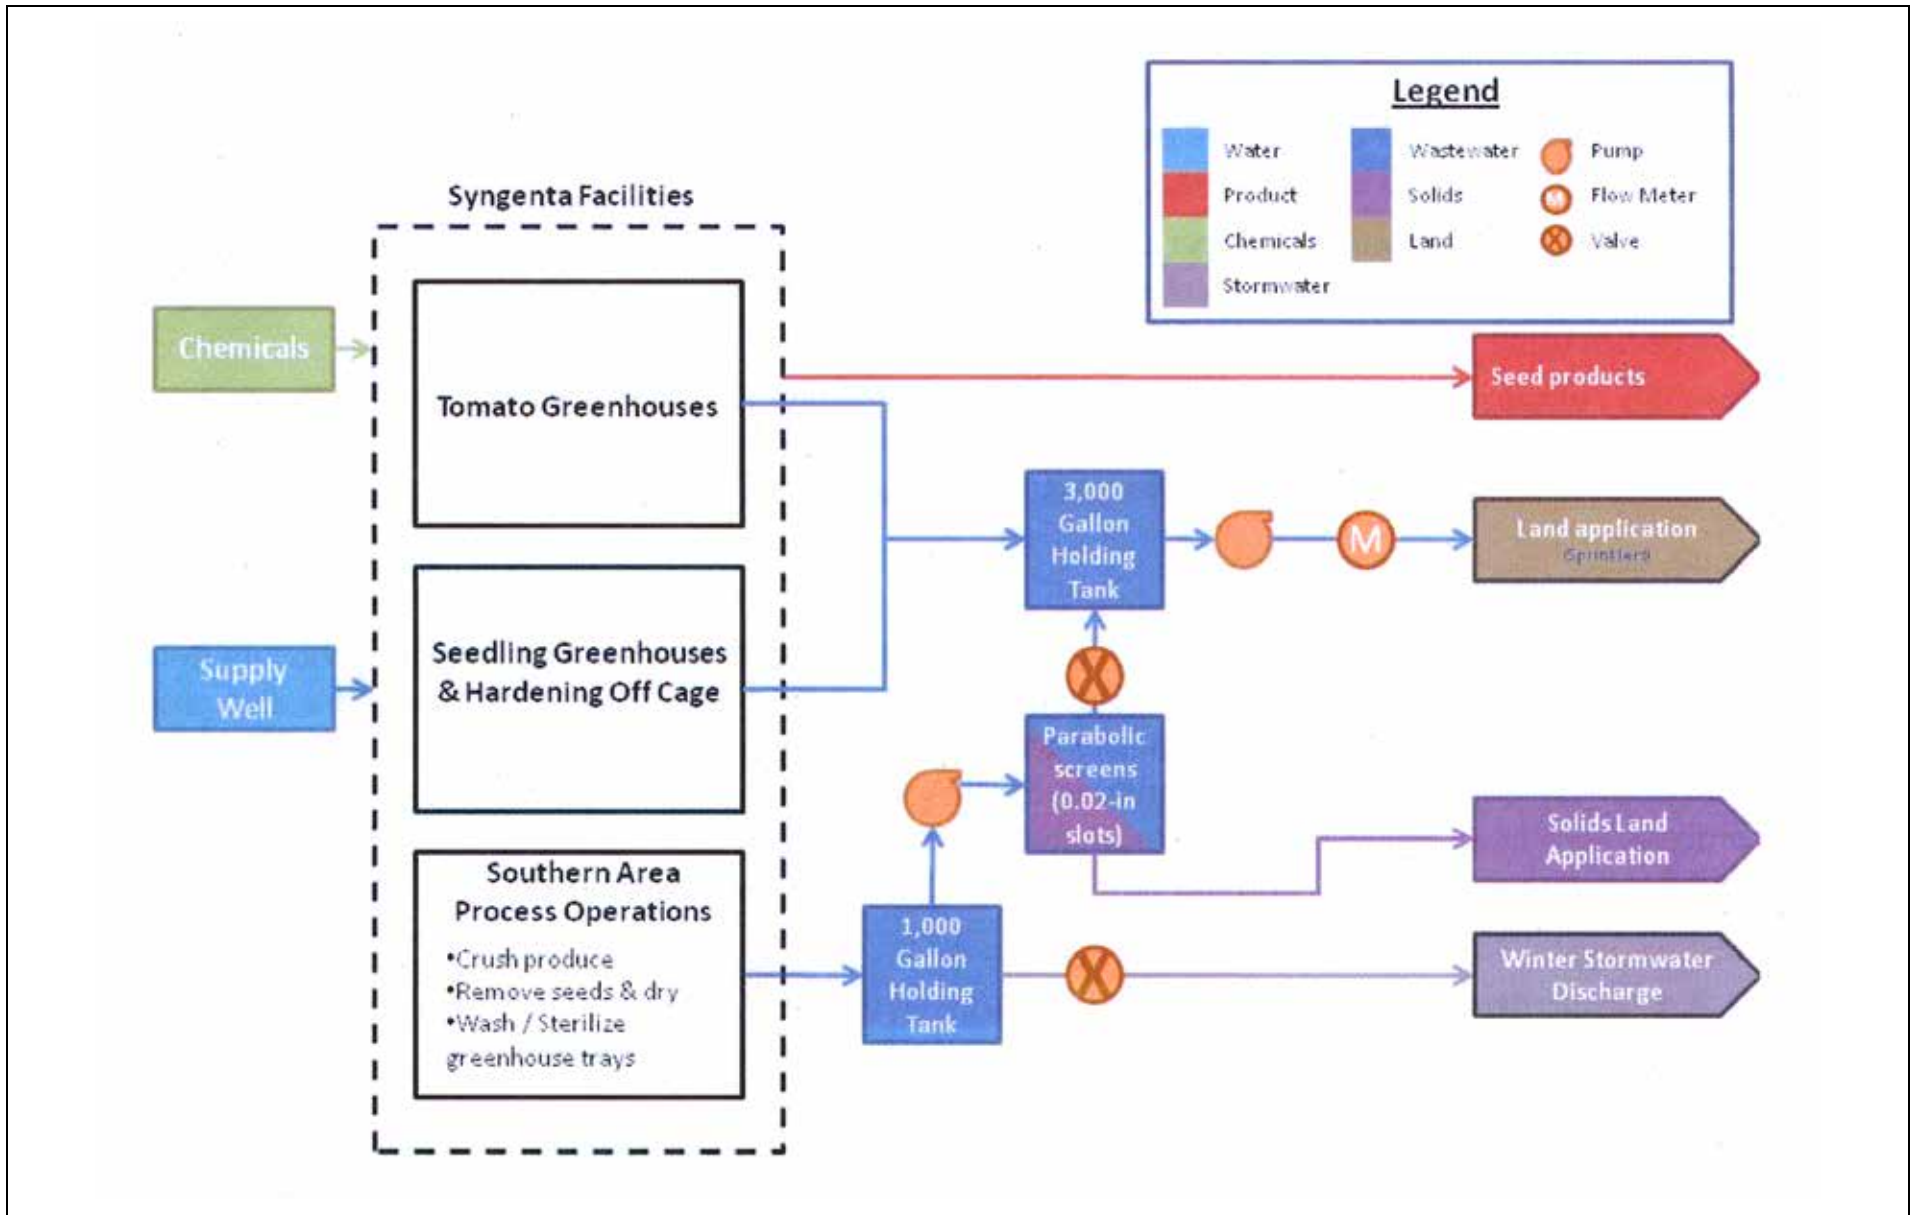 Legend
Water
Wastewater
Pump
Product
Solids
Flow Meter
M
Chemicals
Land
Valve
X
Stormwater
Syngenta Facilities
Chemicals
Supply
Well
Tomato Greenhouses
Seedling Greenhouses
& Hardening Off Cage
Southern Area
Process Operations
•Crush produce
•Remove seeds & dry
•Wash / Sterilize
greenhouse trays
Seed products
3,000
Gallon
Holding
Tank
M
Land application
(Sprinklers)
X
Parabolic
screens
(0.02-in
slots)
Solids Land
Application
1,000
Gallon
Holding
Tank
X
Winter Stormwater
Discharge